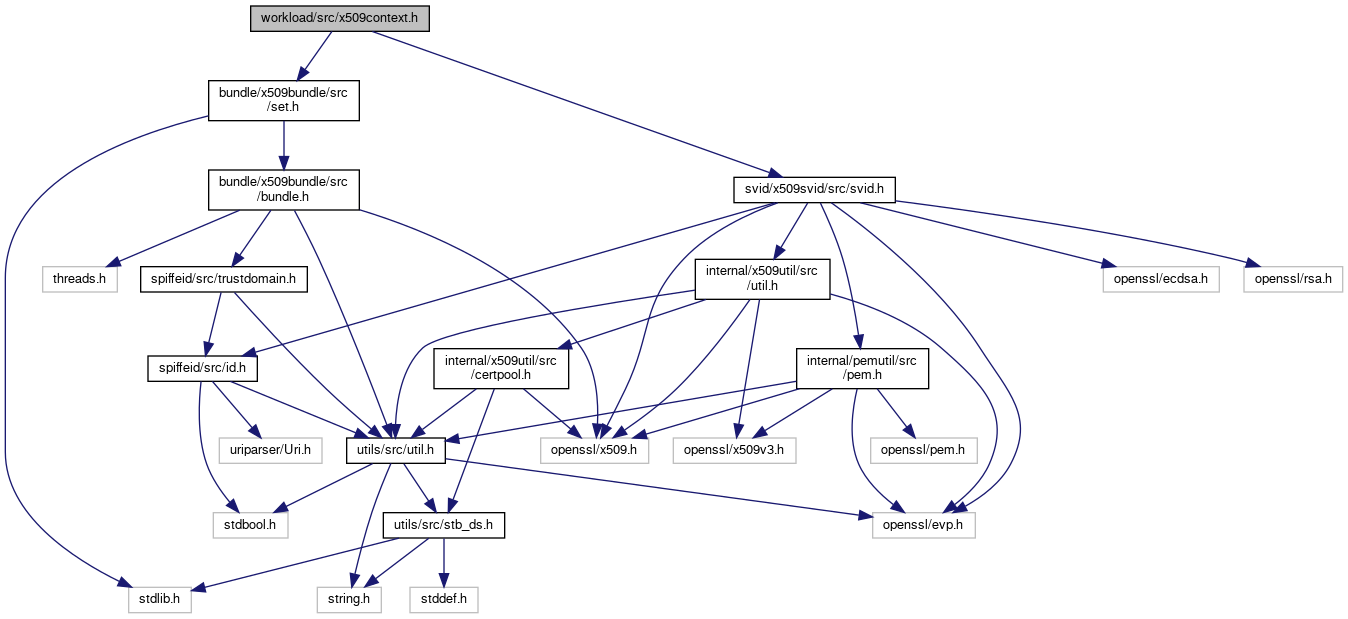 workload/src/x509context.h
bundle/x509bundle/src
/set.h
bundle/x509bundle/src
/bundle.h
svid/x509svid/src/svid.h
threads.h
spiffeid/src/trustdomain.h
internal/x509util/src
/util.h
openssl/ecdsa.h
openssl/rsa.h
spiffeid/src/id.h
internal/x509util/src
/certpool.h
internal/pemutil/src
/pem.h
uriparser/Uri.h
utils/src/util.h
openssl/x509.h
openssl/x509v3.h
openssl/pem.h
stdbool.h
utils/src/stb_ds.h
openssl/evp.h
stdlib.h
string.h
stddef.h